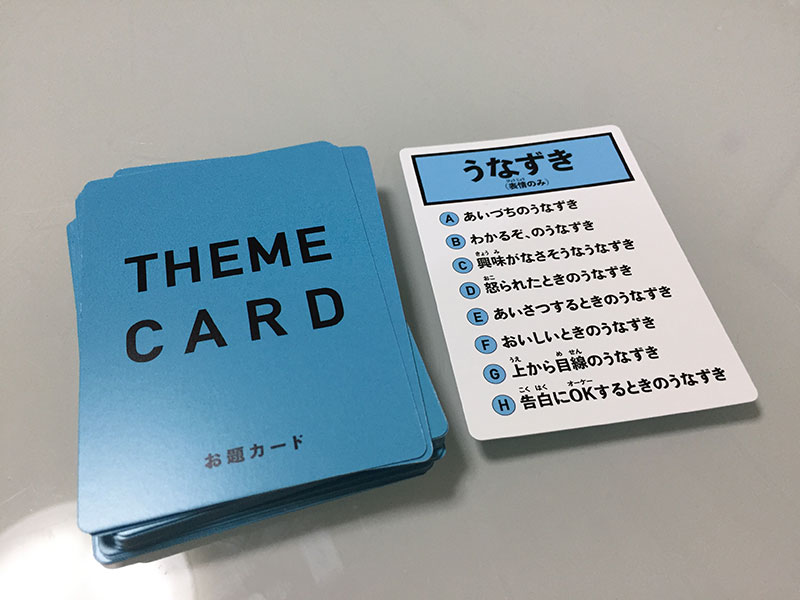 THEME
CARD
お題カード
うなずき
(表情のみ)
A あいづちのうなずき
B わかるぞ、のうなずき
C 興味がなさそうなうなずき
D 怒られたときのうなずき
E あいさつするときのうなずき
F おいしいときのうなずき
G 上から目線のうなずき
H 告白にOKするときのうなずき